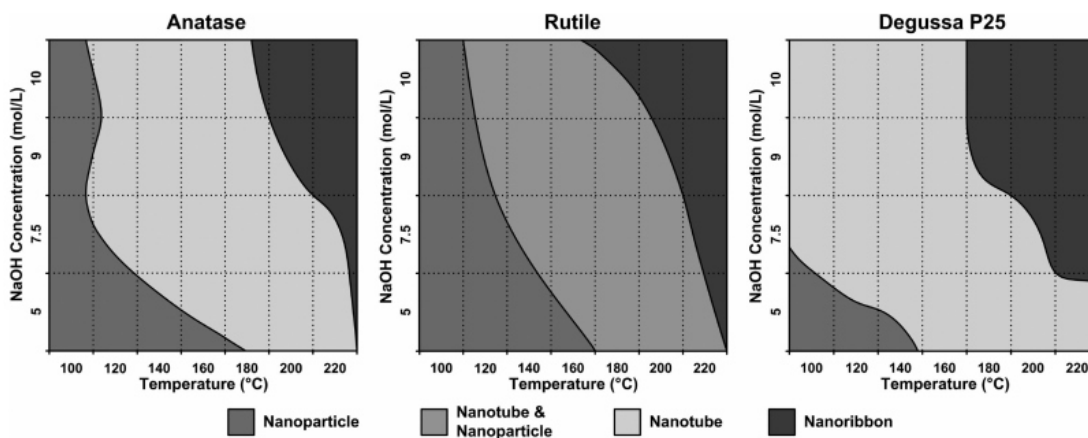 Anatase
Rutile
Degussa P25
NaOH Concentration (mol/L)
10
9
7.5
5
100 120 140 160 180 200 220
Temperature (°C)
NaOH Concentration (mol/L)
10
9
7.5
5
100 120 140 160 180 200 220
Temperature (°C)
NaOH Concentration (mol/L)
10
9
7.5
5
100 120 140 160 180 200 220
Temperature (°C)
Nanoparticle
Nanotube &
Nanoparticle
Nanotube
Nanoribbon